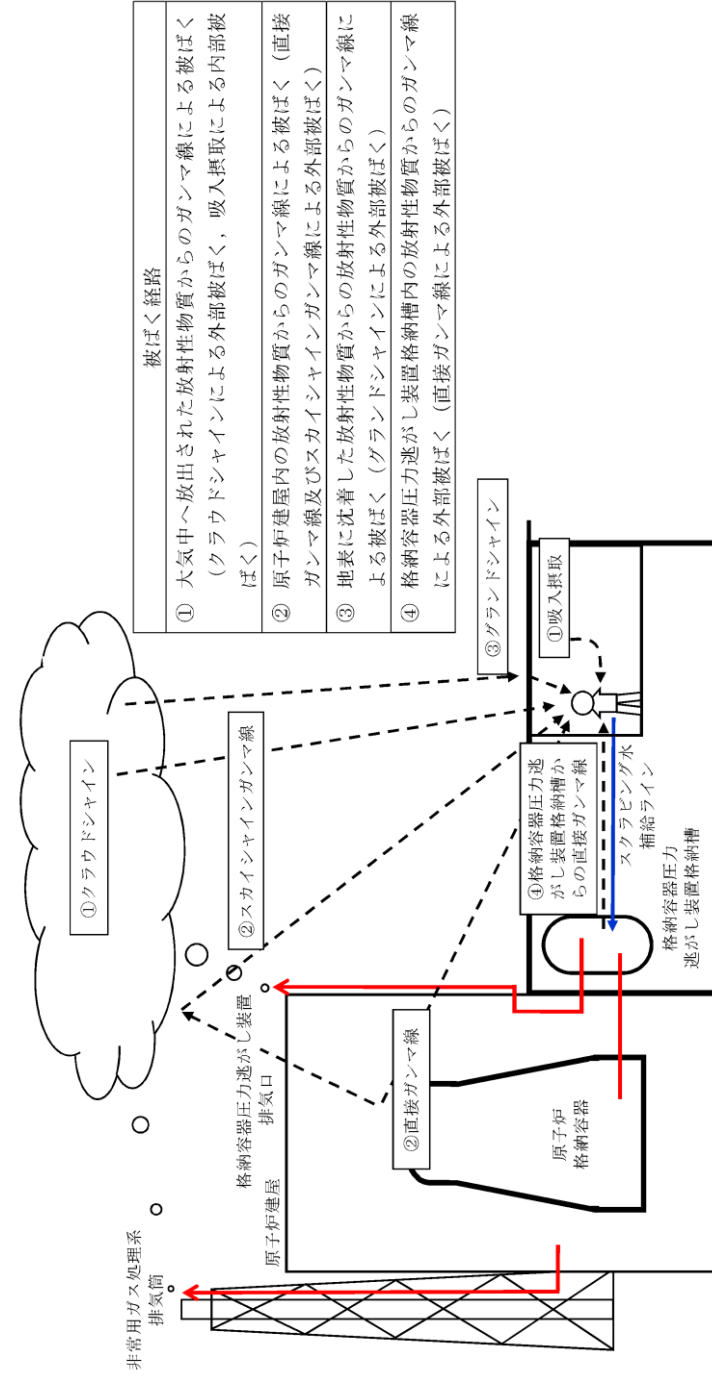 被ばく経路
① 大気中へ放出された放射性物質からのガンマ線による被ばく
（クラウドシャインによる外部被ばく，吸入摂取による内部被
ばく）
② 原子炉建屋内の放射性物質からのガンマ線による被ばく（直接
ガンマ線及びスカイシャインガンマ線による外部被ばく）
③ 地表に沈着した放射性物質からの放射性物質からのガンマ線に
よる被ばく（グランドシャインによる外部被ばく）
④ 格納容器圧力逃がし装置格納槽内の放射性物質からのガンマ線
による外部被ばく（直接ガンマ線による外部被ばく）
①クラウドシャイン
②スカイシャインガンマ線
③グランドシャイン
①吸入摂取
④格納容器圧力逃
がし装置格納槽か
らの直接ガンマ線
スクラビング水
補給ライン
格納容器圧力
逃がし装置格納槽
格納容器圧力逃がし装置
排気口
②直接ガンマ線
原子炉建屋
原子炉
格納容器
非常用ガス処理系
排気筒